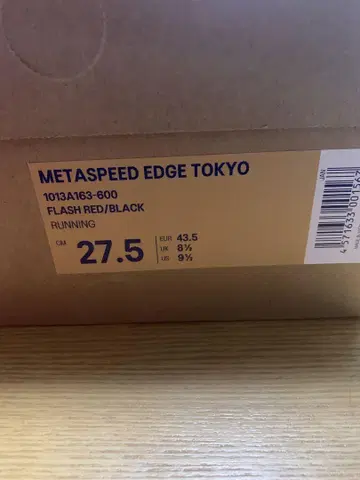 METASPEED EDGE TOKYO
1013A163-600
FLASH RED/BLACK
RUNNING
CM 27.5
EUR 43.5
UK 8½
US 9½
JAN